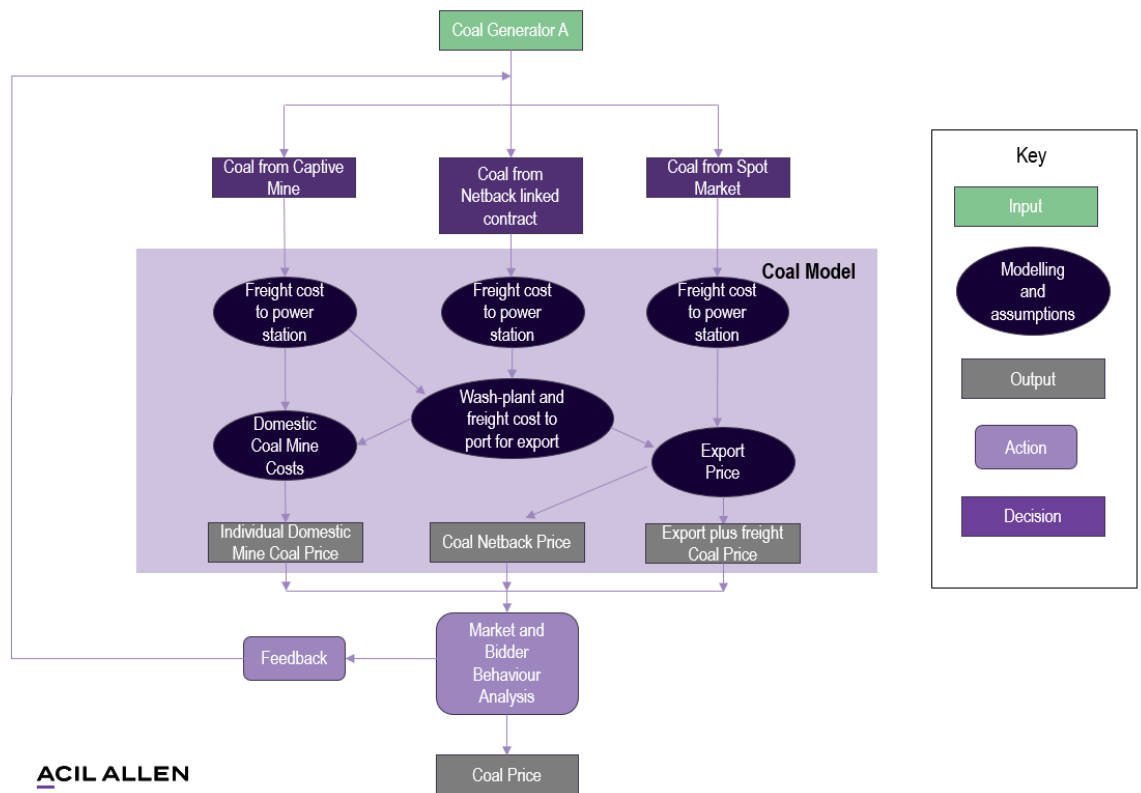 Coal Generator A
Coal from Captive
Mine
Coal from
Netback linked
contract
Coal from Spot
Market
Coal Model
Freight cost
to power
station
Freight cost
to power
station
Freight cost
to power
station
Domestic
Coal Mine
Costs
Wash-plant and
freight cost to
port for export
Export
Price
Individual Domestic
Mine Coal Price
Coal Netback Price
Export plus freight
Coal Price
Feedback
Market and
Bidder
Behaviour
Analysis
Coal Price
Key
Input
Modelling
and
assumptions
Output
Action
Decision
ACIL ALLEN